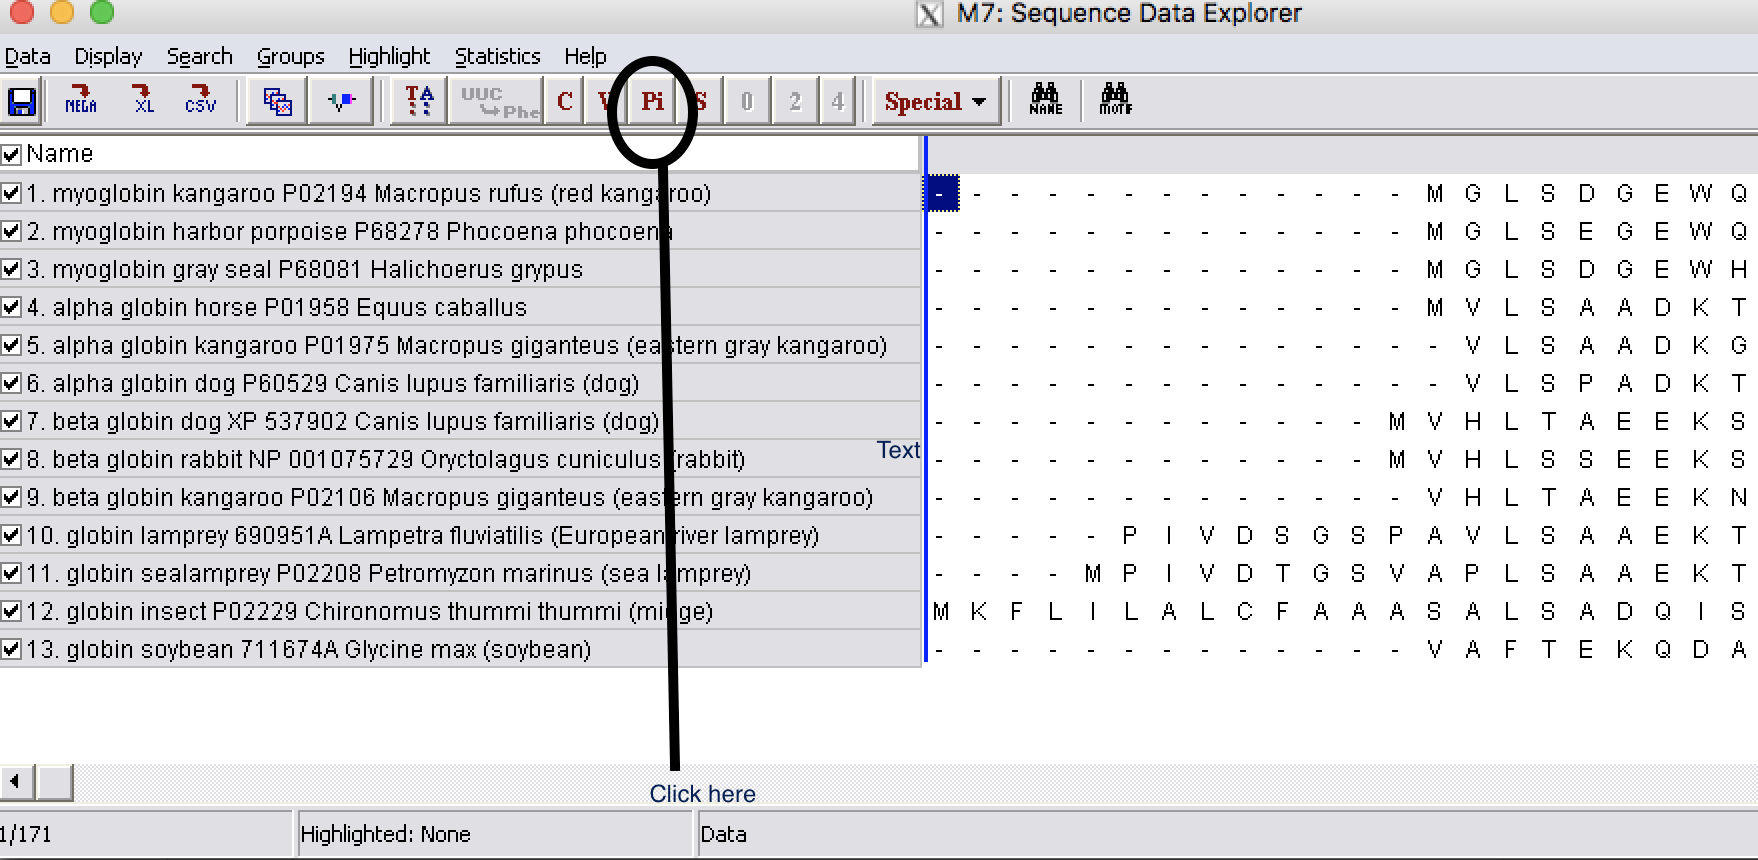 M7: Sequence Data Explorer
Data Display Search Groups Highlight Statistics Help
MEGA XL CSV TA UUC Phe C V Pi S 0 2 4 Special NAME MOTIF
Name
1. myoglobin kangaroo P02194 Macropus rufus (red kangaroo) - - - - - - - - - - - - - M G L S D G E W Q
2. myoglobin harbor porpoise P68278 Phocoena phocoena - - - - - - - - - - - - - M G L S E G E W Q
3. myoglobin gray seal P68081 Halichoerus grypus - - - - - - - - - - - - - M G L S D G E W H
4. alpha globin horse P01958 Equus caballus - - - - - - - - - - - - - M V L S A A D K T
5. alpha globin kangaroo P01975 Macropus giganteus (eastern gray kangaroo) - - - - - - - - - - - - - - V L S A A D K G
6. alpha globin dog P60529 Canis lupus familiaris (dog) - - - - - - - - - - - - - - V L S P A D K T
7. beta globin dog XP 537902 Canis lupus familiaris (dog) - - - - - - - - - - - - M V H L T A E E K S
Text
8. beta globin rabbit NP 001075729 Oryctolagus cuniculus (rabbit) - - - - - - - - - - - - M V H L S S E E K S
9. beta globin kangaroo P02106 Macropus giganteus (eastern gray kangaroo) - - - - - - - - - - - - - V H L T A E E K N
10. globin lamprey 690951A Lampetra fluviatilis (European river lamprey) - - - - - P I V D S G S P A V L S A A E K T
11. globin sealamprey P02208 Petromyzon marinus (sea lamprey) - - - - M P I V D T G S V A P L S A A E K T
12. globin insect P02229 Chironomus thummi thummi (midge) M K F L I L A L C F A A A S A L S A D Q I S
13. globin soybean 711674A Glycine max (soybean) - - - - - - - - - - - - - V A F T E K Q D A
Click here
1/171 Highlighted: None Data